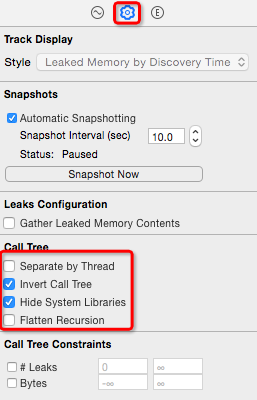 E
Track Display
Style Leaked Memory by Discovery Time
Snapshots
Automatic Snapshotting
Snapshot Interval (sec) 10.0
Status: Paused
Snapshot Now
Leaks Configuration
Gather Leaked Memory Contents
Call Tree
Separate by Thread
Invert Call Tree
Hide System Libraries
Flatten Recursion
Call Tree Constraints
# Leaks 0 ∞
Bytes -∞ ∞